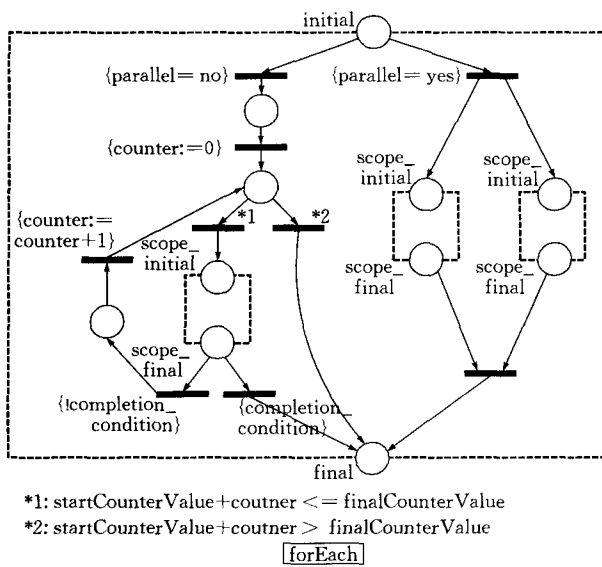 initial
{parallel= no}
{parallel= yes}
{counter:=0}
*1
*2
{counter:=
counter+1}
scope_
initial
scope_
final
{!completion_
condition}
{completion_
condition}
scope_
initial
scope_
initial
scope_
final
scope_
final
final
*1: startCounterValue+coutner <= finalCounterValue
*2: startCounterValue+coutner > finalCounterValue
forEach